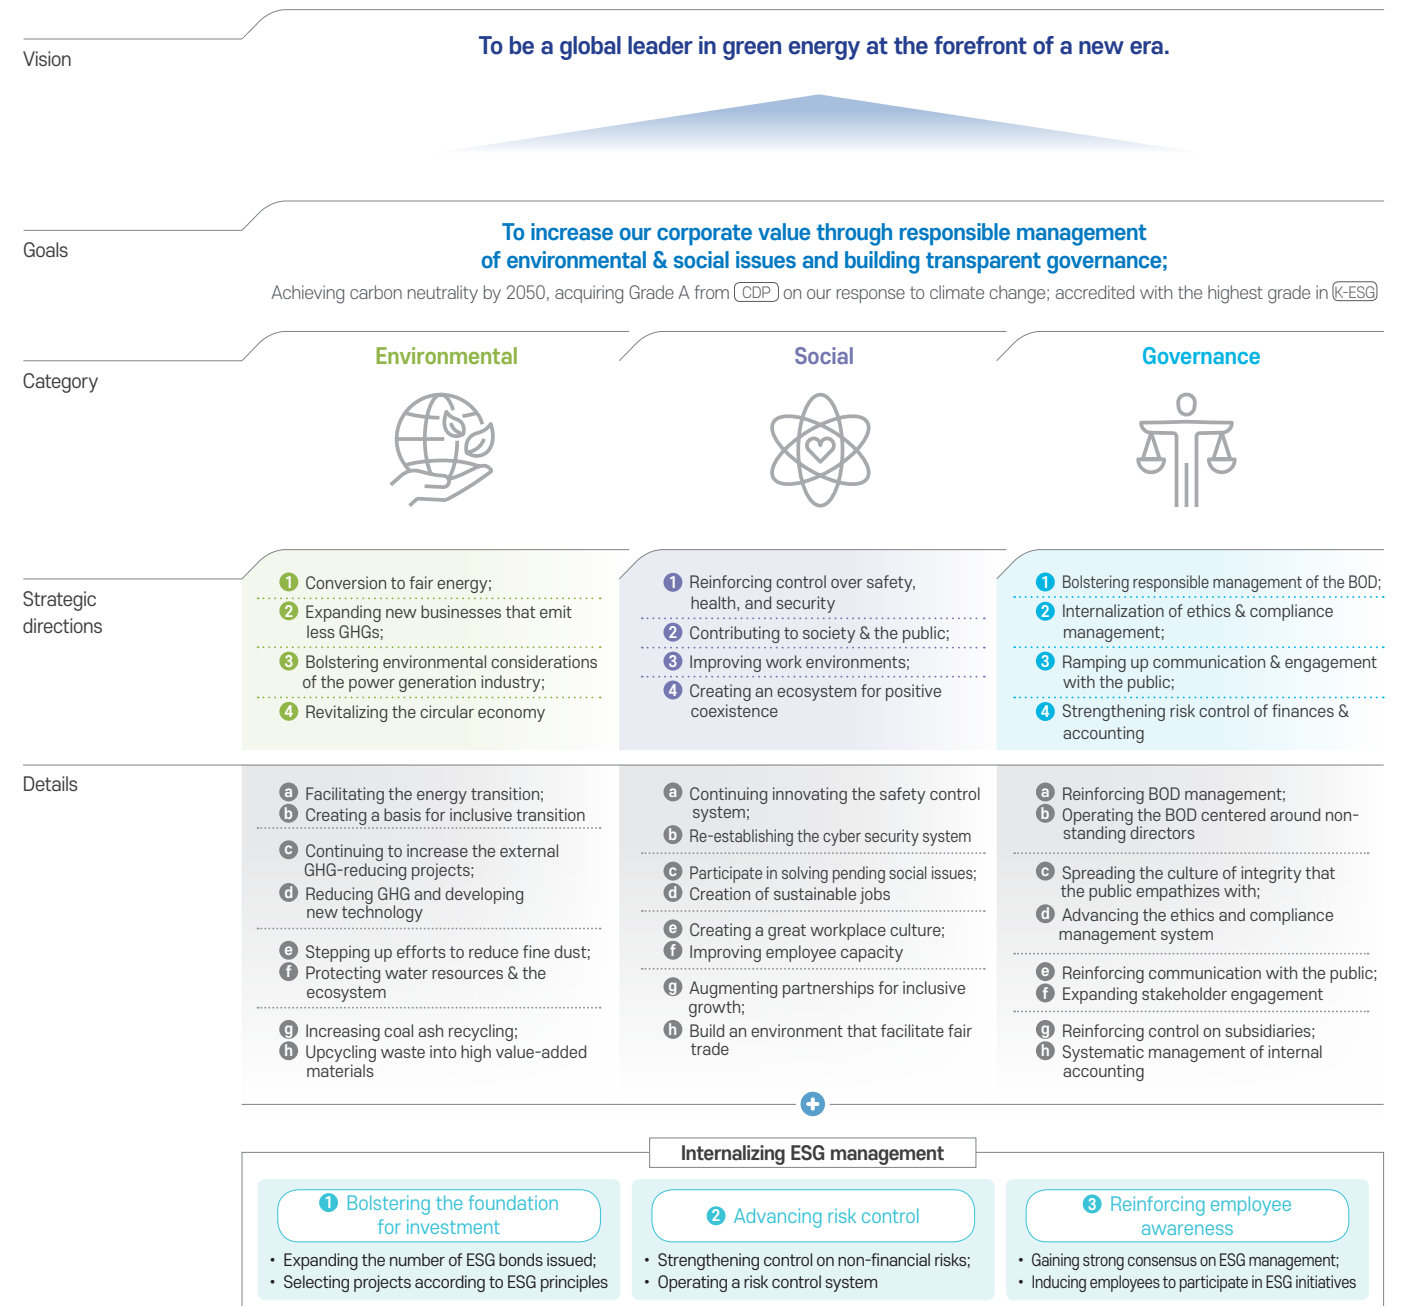 Vision
To be a global leader in green energy at the forefront of a new era.
Goals
To increase our corporate value through responsible management
of environmental & social issues and building transparent governance;
Achieving carbon neutrality by 2050, acquiring Grade A from CDP on our response to climate change; accredited with the highest grade in K-ESG
Category
Environmental
Social
Governance
Strategic
directions
1 Conversion to fair energy;
2 Expanding new businesses that emit
less GHGs;
3 Bolstering environmental considerations
of the power generation industry;
4 Revitalizing the circular economy
1 Reinforcing control over safety,
health, and security
2 Contributing to society & the public;
3 Improving work environments;
4 Creating an ecosystem for positive
coexistence
1 Bolstering responsible management of the BOD;
2 Internalization of ethics & compliance
management;
3 Ramping up communication & engagement
with the public;
4 Strengthening risk control of finances &
accounting
Details
a Facilitating the energy transition;
b Creating a basis for inclusive transition
c Continuing to increase the external
GHG-reducing projects;
d Reducing GHG and developing
new technology
e Stepping up efforts to reduce fine dust;
f Protecting water resources & the
ecosystem
g Increasing coal ash recycling;
h Upcycling waste into high value-added
materials
a Continuing innovating the safety control
system;
b Re-establishing the cyber security system
c Participate in solving pending social issues;
d Creation of sustainable jobs
e Creating a great workplace culture;
f Improving employee capacity
g Augmenting partnerships for inclusive
growth;
h Build an environment that facilitate fair
trade
a Reinforcing BOD management;
b Operating the BOD centered around non-
standing directors
c Spreading the culture of integrity that
the public empathizes with;
d Advancing the ethics and compliance
management system
e Reinforcing communication with the public;
f Expanding stakeholder engagement
g Reinforcing control on subsidiaries;
h Systematic management of internal
accounting
Internalizing ESG management
1 Bolstering the foundation
for investment
• Expanding the number of ESG bonds issued;
• Selecting projects according to ESG principles
2 Advancing risk control
• Strengthening control on non-financial risks;
• Operating a risk control system
3 Reinforcing employee
awareness
• Gaining strong consensus on ESG management;
• Inducing employees to participate in ESG initiatives